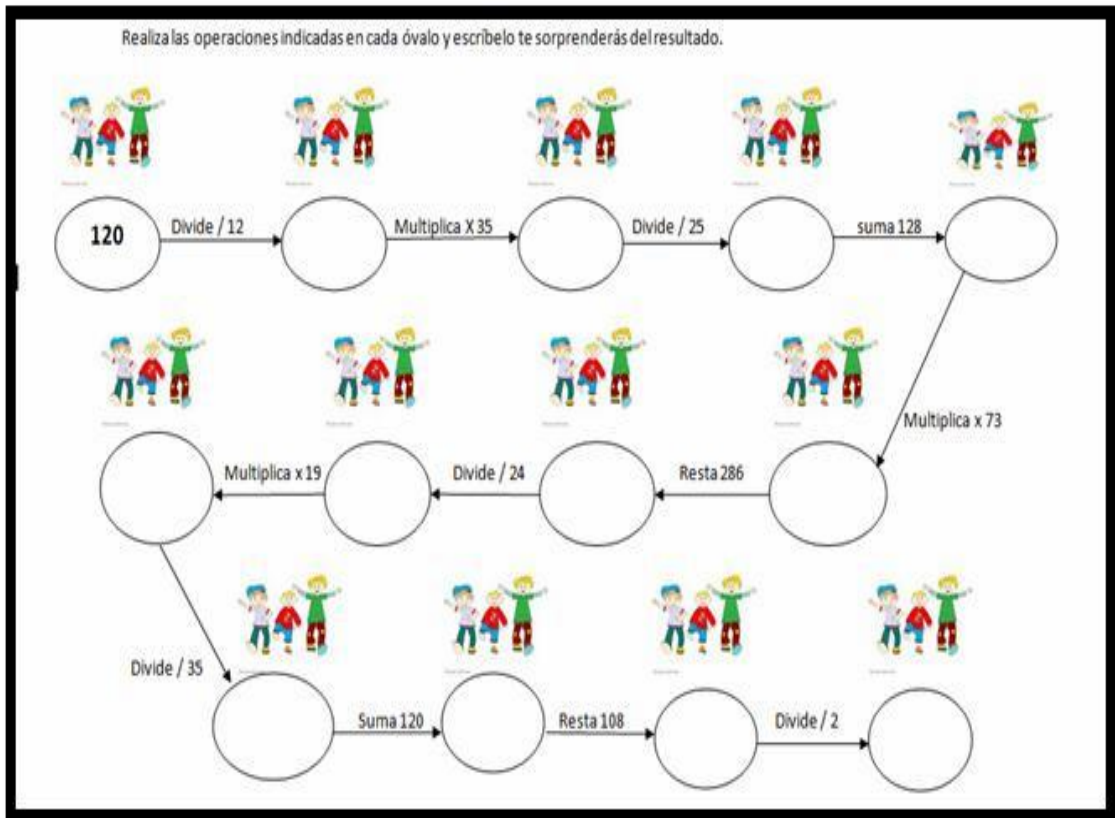 Realiza las operaciones indicadas en cada óvalo y escríbelo te sorprenderás del resultado.
120
Divide / 12
Multiplica X 35
Divide / 25
suma 128
Multiplica x 73
Resta 286
Divide / 24
Multiplica x 19
Divide / 35
Suma 120
Resta 108
Divide / 2